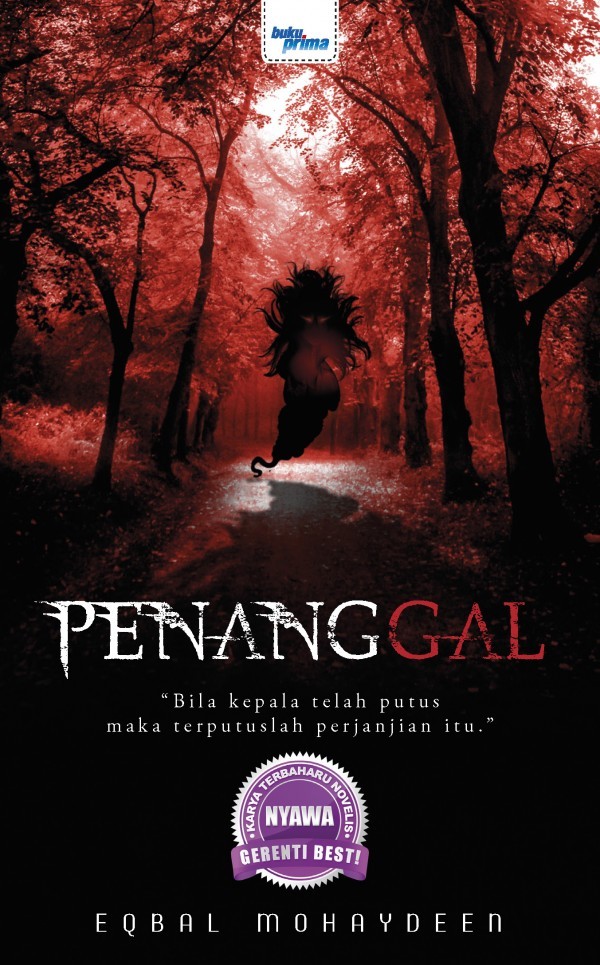 buku
prima
PENANGGAL
“Bila kepala telah putus
maka terputuslah perjanjian itu.”
KARYA TERBAHARU NOVELIS
NYAWA
GERENTI BEST!
EQBAL MOHAYDEEN